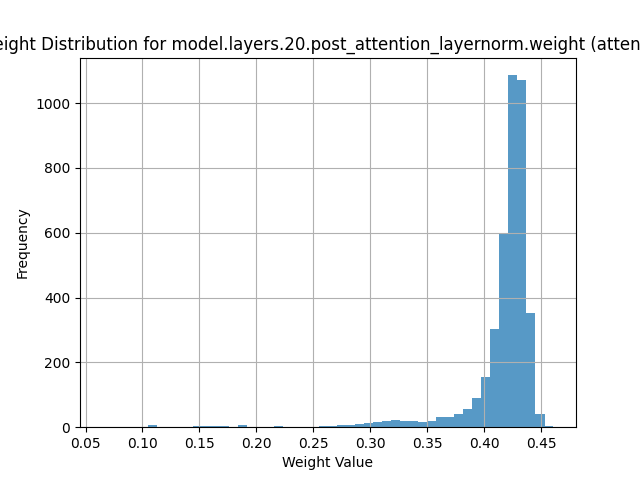 eight Distribution for model.layers.20.post_attention_layernorm.weight (atten
1000
800
600
400
200
0
Frequency
0.05 0.10 0.15 0.20 0.25 0.30 0.35 0.40 0.45
Weight Value